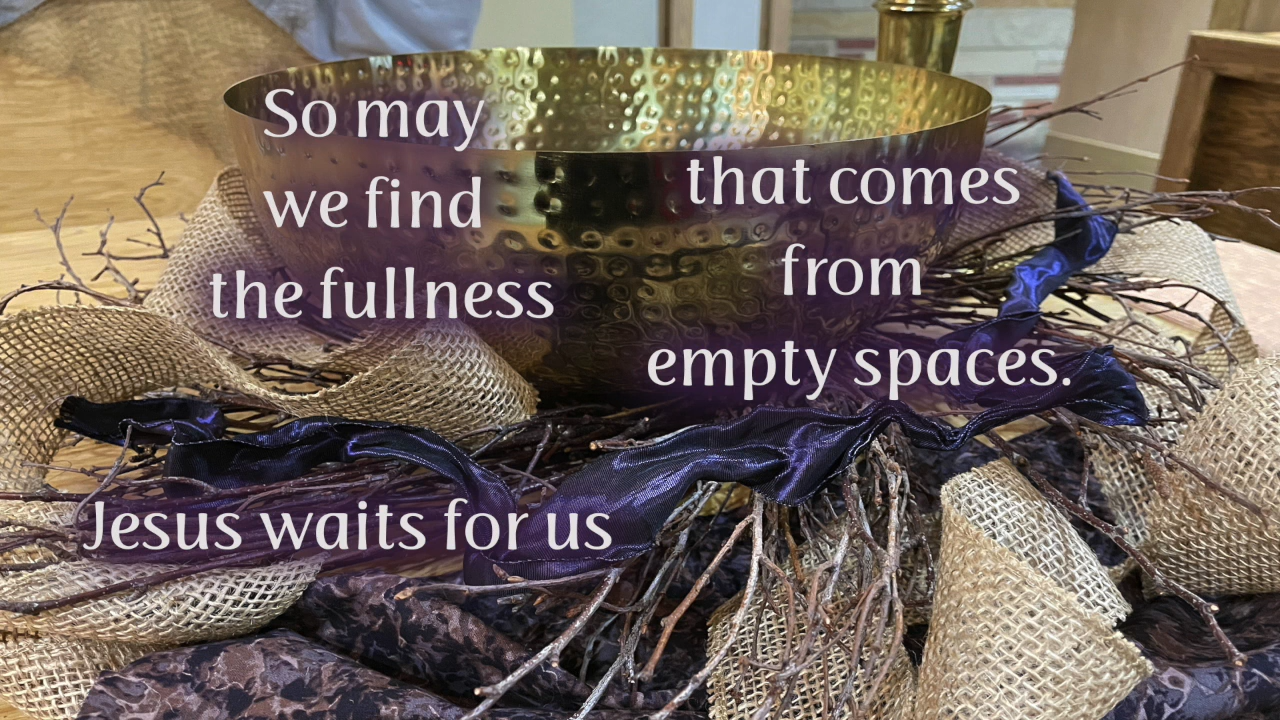 So may
we find
the fullness
that comes
from
empty spaces.
Jesus waits for us